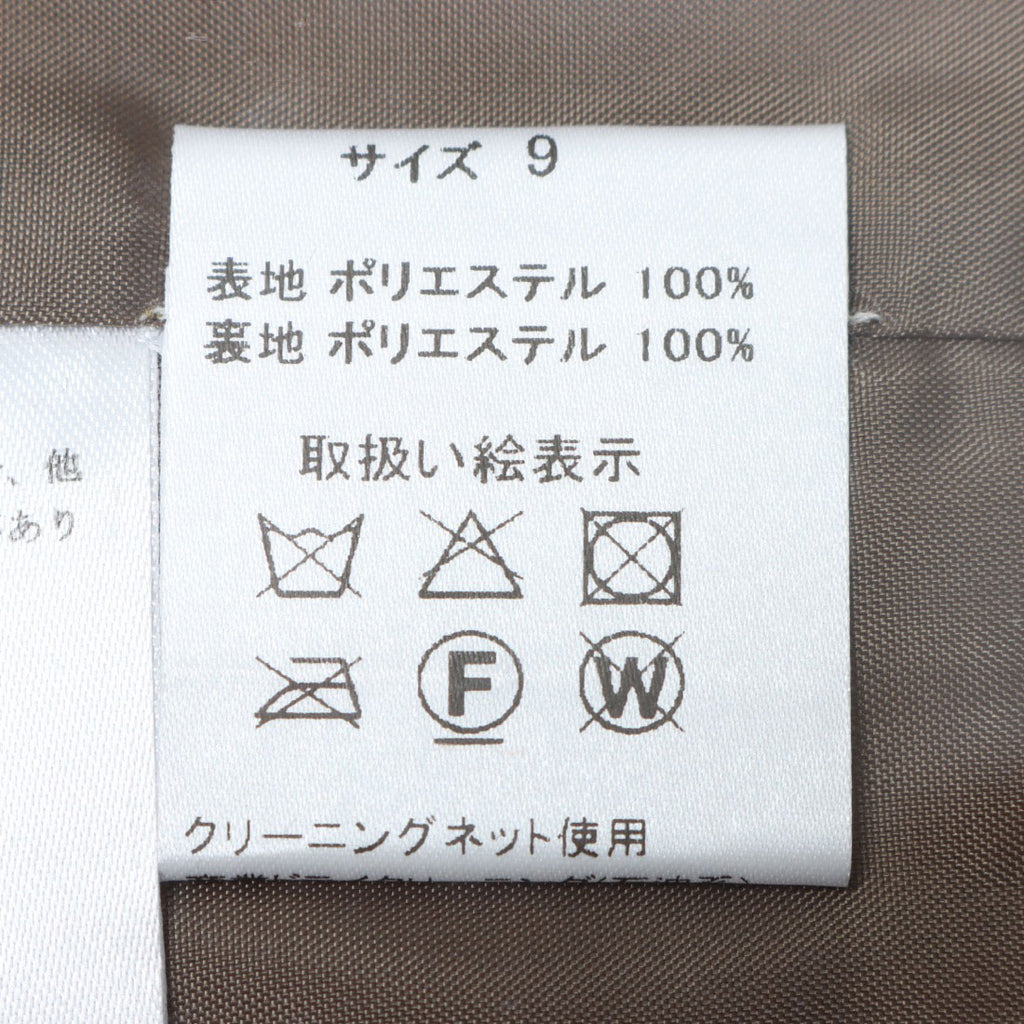 サイズ 9
表地 ポリエステル 100%
裏地 ポリエステル 100%
取扱い絵表示
F
W
クリーニングネット使用
、他
あり